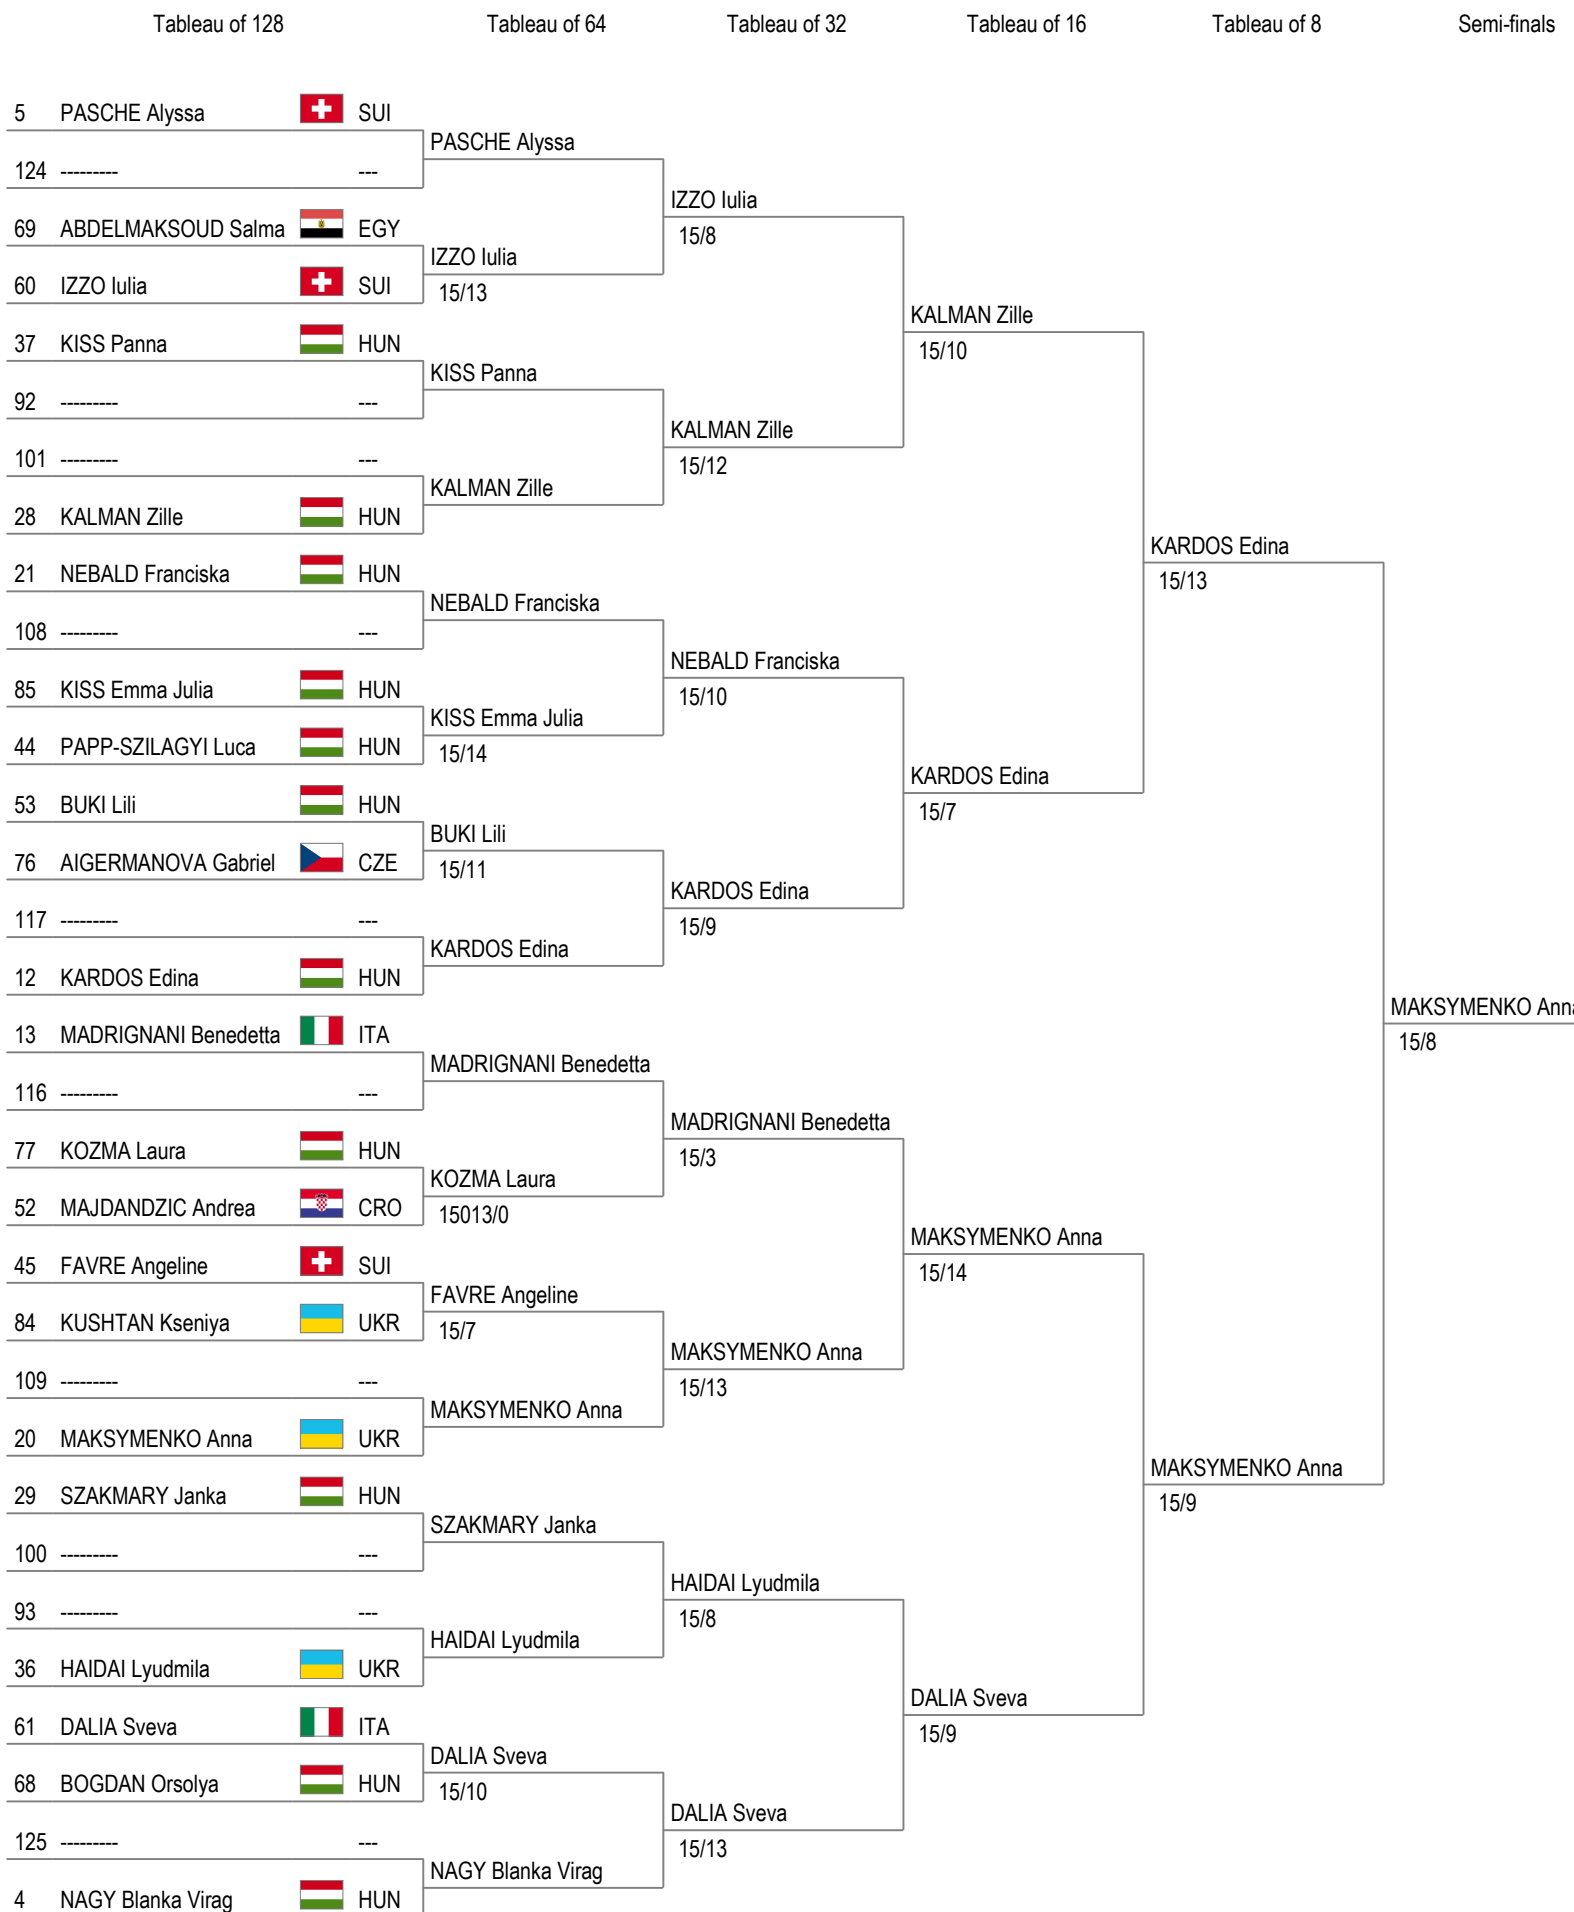 Tableau of 128 Tableau of 64 Tableau of 32 Tableau of 16 Tableau of 8 Semi-finals
5 PASCHE Alyssa SUI
PASCHE Alyssa
124 --------- ---
IZZO Iulia
69 ABDELMAKSOUD Salma EGY
15/8
IZZO Iulia
60 IZZO Iulia SUI
15/13
KALMAN Zille
37 KISS Panna HUN
15/10
KISS Panna
92 --------- ---
KALMAN Zille
101 --------- ---
15/12
KALMAN Zille
28 KALMAN Zille HUN
KARDOS Edina
21 NEBALD Franciska HUN
15/13
NEBALD Franciska
108 --------- ---
NEBALD Franciska
85 KISS Emma Julia HUN
15/10
KISS Emma Julia
44 PAPP-SZILAGYI Luca HUN
15/14
KARDOS Edina
53 BUKI Lili HUN
15/7
BUKI Lili
76 AIGERMANOVA Gabriel CZE
15/11
KARDOS Edina
117 --------- ---
15/9
KARDOS Edina
12 KARDOS Edina HUN
MAKSYMENKO Anna
13 MADRIGNANI Benedetta ITA
15/8
MADRIGNANI Benedetta
116 --------- ---
MADRIGNANI Benedetta
77 KOZMA Laura HUN
15/3
KOZMA Laura
52 MAJDANDZIC Andrea CRO
15013/0
MAKSYMENKO Anna
45 FAVRE Angeline SUI
15/14
FAVRE Angeline
84 KUSHTAN Kseniya UKR
15/7
MAKSYMENKO Anna
109 --------- ---
15/13
MAKSYMENKO Anna
20 MAKSYMENKO Anna UKR
MAKSYMENKO Anna
29 SZAKMARY Janka HUN
15/9
SZAKMARY Janka
100 --------- ---
HAIDAI Lyudmila
93 --------- ---
15/8
HAIDAI Lyudmila
36 HAIDAI Lyudmila UKR
DALIA Sveva
61 DALIA Sveva ITA
15/9
DALIA Sveva
68 BOGDAN Orsolya HUN
15/10
DALIA Sveva
125 --------- ---
15/13
NAGY Blanka Virag
4 NAGY Blanka Virag HUN